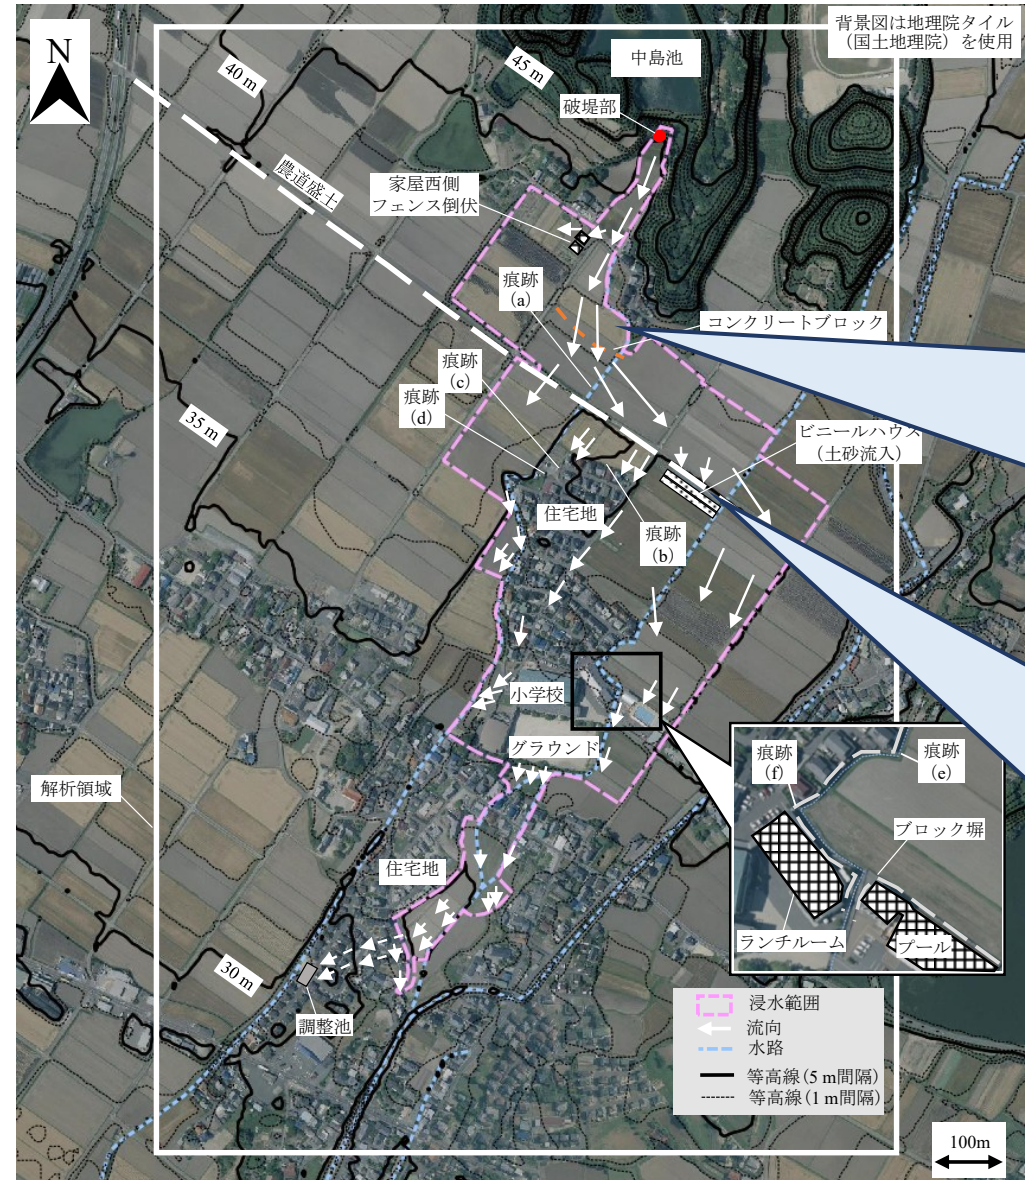 背景図は地理院タイル
（国土地理院）を使用
N
45 m
中島池
40 m
破堤部
農道盛土
家屋西側
フェンス倒伏
痕跡
(a)
コンクリートブロック
痕跡
(c)
痕跡
(d)
35 m
ビニールハウス
（土砂流入）
住宅地
痕跡
(b)
小学校
グラウンド
解析領域
痕跡
(f)
痕跡
(e)
ブロック塀
住宅地
ランチルーム
プール
30 m
調整池
浸水範囲
流向
水路
等高線(5 m間隔)
等高線(1 m間隔)
100m